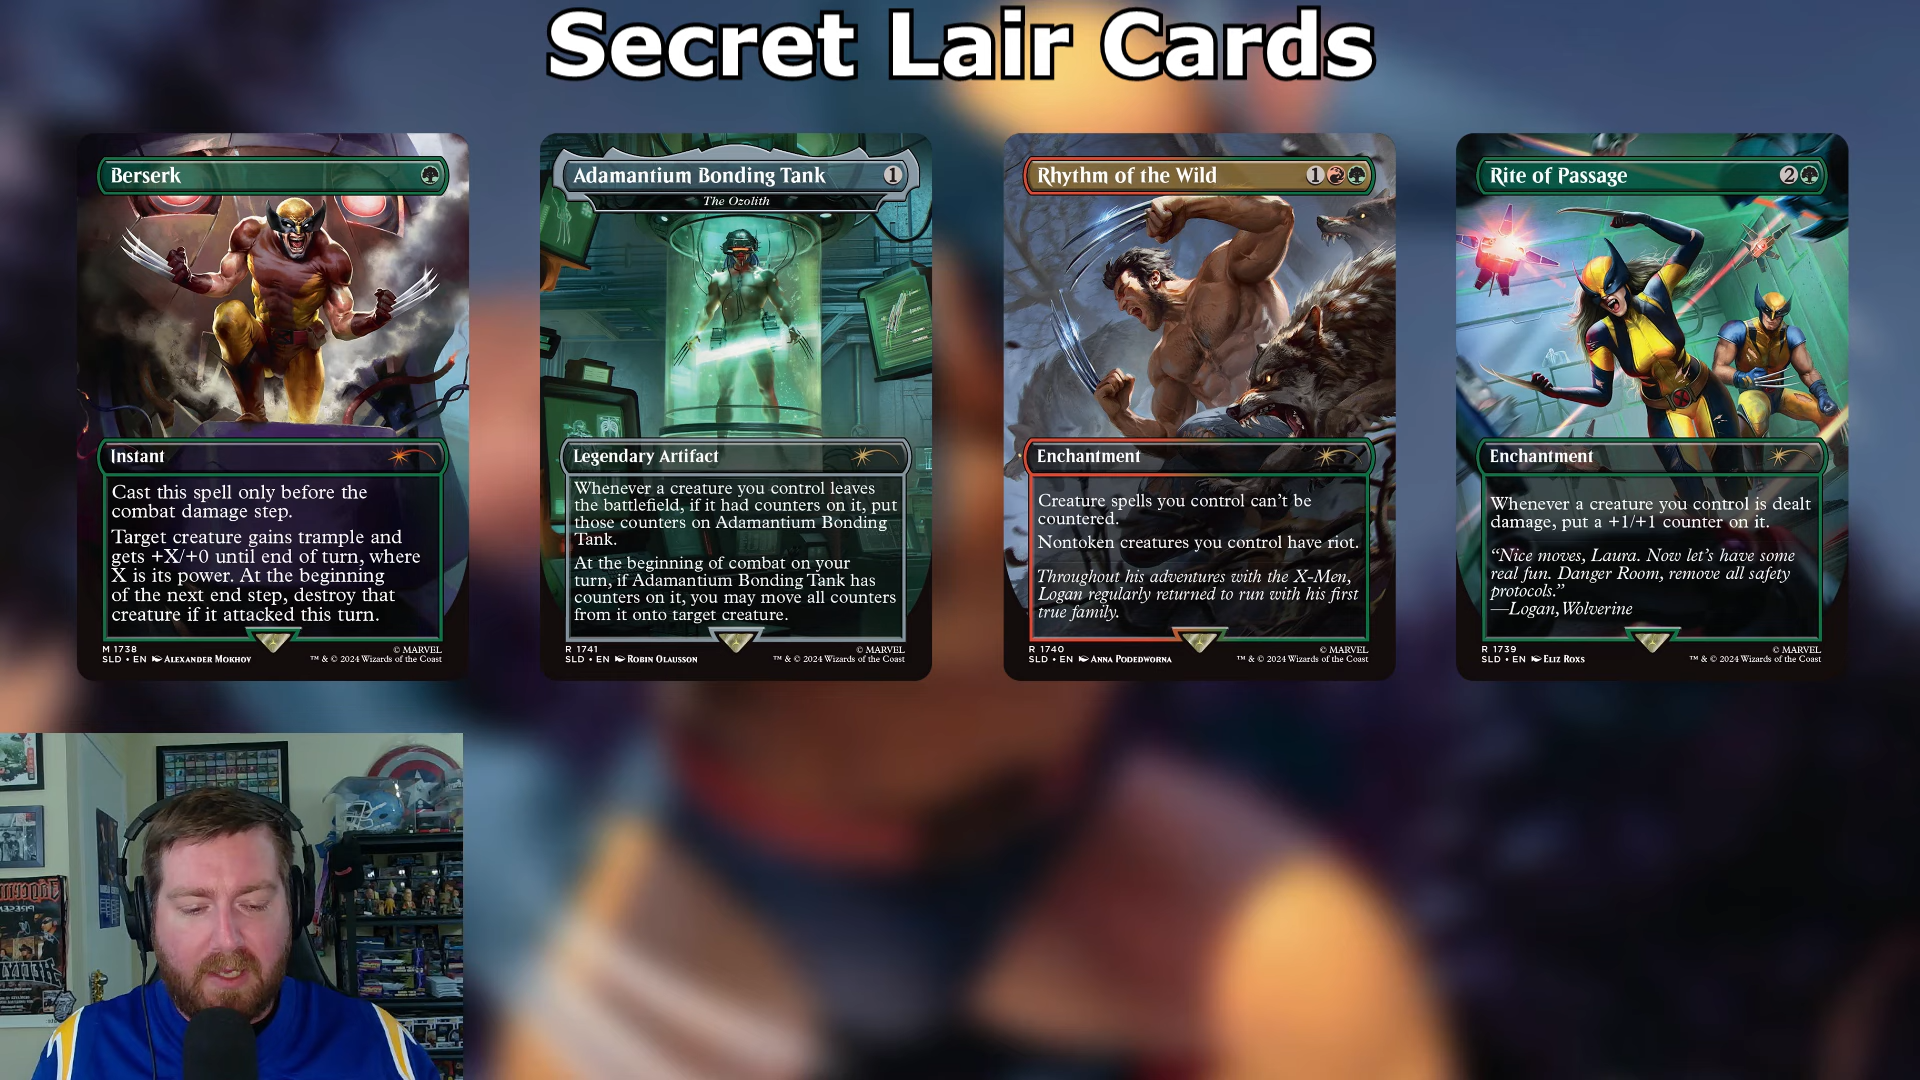 Secret Lair Cards
Berserk
Instant
Cast this spell only before the
combat damage step.
Target creature gains trample and
gets +X/+0 until end of turn, where
X is its power. At the beginning
of the next end step, destroy that
creature if it attacked this turn.
M 1738
SLD • EN ALEXANDER MOKHOV
© MARVEL
™ & © 2024 Wizards of the Coast
Adamantium Bonding Tank 1
The Ozolith
Legendary Artifact
Whenever a creature you control leaves
the battlefield, if it had counters on it, put
those counters on Adamantium Bonding
Tank.
At the beginning of combat on your
turn, if Adamantium Bonding Tank has
counters on it, you may move all counters
from it onto target creature.
R 1741
SLD • EN ROBIN OLAUSSON
© MARVEL
™ & © 2024 Wizards of the Coast
Rhythm of the Wild 1
Enchantment
Creature spells you control can't be
countered.
Nontoken creatures you control have riot.
Throughout his adventures with the X-Men,
Logan regularly returned to run with his first
true family.
R 1740
SLD • EN ANNA PODEDWORNA
© MARVEL
™ & © 2024 Wizards of the Coast
Rite of Passage 2
Enchantment
Whenever a creature you control is dealt
damage, put a +1/+1 counter on it.
“Nice moves, Laura. Now let's have some
real fun. Danger Room, remove all safety
protocols.”
—Logan, Wolverine
R 1739
SLD • EN ELIZ ROXS
© MARVEL
™ & © 2024 Wizards of the Coast